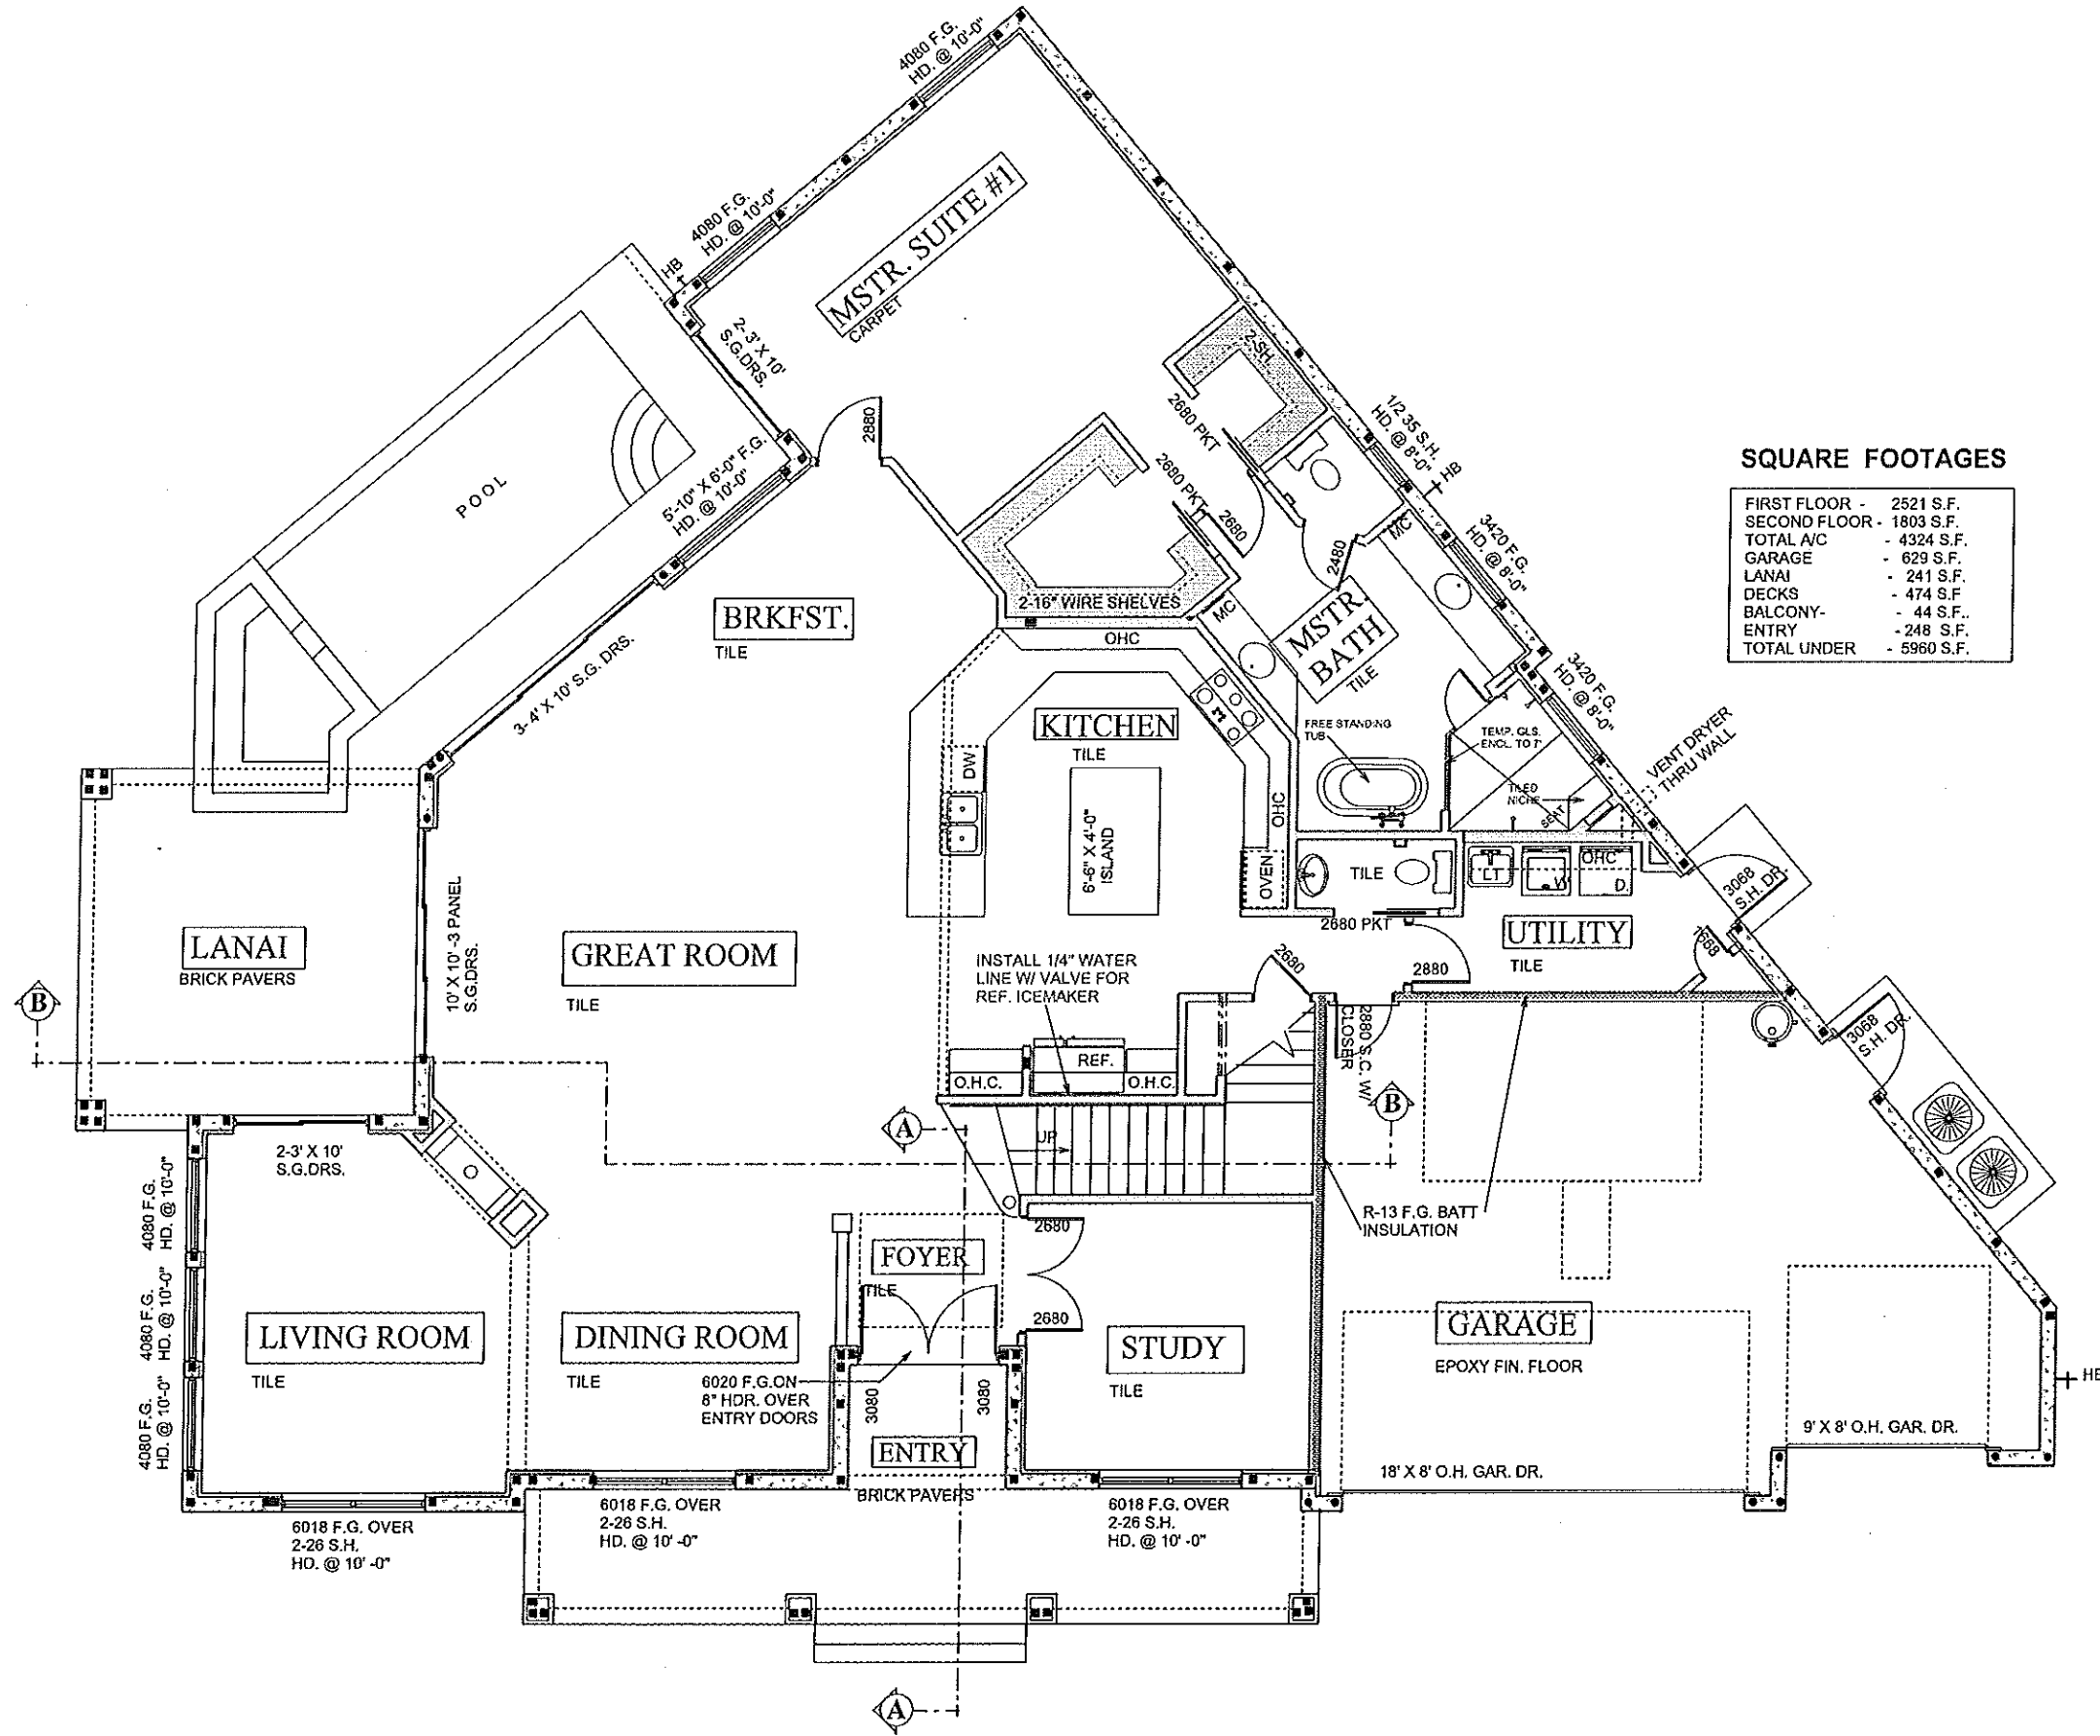 4080 F.G.
HD. @ 10'-0"
4080 F.G.
HD. @ 10'-0"
HB
MSTR. SUITE #1
CARPET
2- 3' X 10'
S.G.DRS.
2-SH.
2680 PKT
1/2 35 S.H.
HD. @ 8'-0"
HB
2880
5'-10" X 6'-0" F.G.
HD. @ 10'-0"
POOL
2680 PKT
2680
2480
MC
3420 F.G.
HD. @ 8'-0"
SQUARE FOOTAGES
FIRST FLOOR - 2521 S.F.
SECOND FLOOR - 1803 S.F.
TOTAL A/C - 4324 S.F.
GARAGE - 629 S.F.
LANAI - 241 S.F.
DECKS - 474 S.F
BALCONY- - 44 S.F..
ENTRY - 248 S.F.
TOTAL UNDER - 5960 S.F.
BRKFST.
TILE
2-16" WIRE SHELVES
OHC
MC
MSTR.
BATH
TILE
3420 F.G.
HD. @ 8'-0"
3- 4' X 10' S.G. DRS.
KITCHEN
TILE
FREE STANDING
TUB
TEMP. GLS.
ENCL. TO 7'
TILED
NICHE
SEAT
VENT DRYER
THRU WALL
DW
6'-6" X 4'-0"
ISLAND
OHC
OVEN
TILE
LT
W
OHC
D.
3068
S.H. DR.
2680 PKT
UTILITY
TILE
1668
LANAI
BRICK PAVERS
10' X 10' -3 PANEL
S.G.DRS.
GREAT ROOM
TILE
INSTALL 1/4" WATER
LINE W/ VALVE FOR
REF. ICEMAKER
2680
2880
2880 S.C. W/
CLOSER
3068
S.H. DR.
B
REF.
O.H.C.
O.H.C.
B
A
UP
2-3' X 10'
S.G.DRS.
R-13 F.G. BATT
INSULATION
4080 F.G.
HD. @ 10'-0"
4080 F.G.
HD. @ 10'-0"
4080 F.G.
HD. @ 10'-0"
2680
FOYER
TILE
2680
LIVING ROOM
TILE
DINING ROOM
TILE
6020 F.G.ON
8" HDR. OVER
ENTRY DOORS
3080
3080
STUDY
TILE
GARAGE
EPOXY FIN. FLOOR
HB
ENTRY
BRICK PAVERS
9' X 8' O.H. GAR. DR.
18' X 8' O.H. GAR. DR.
6018 F.G. OVER
2-26 S.H.
HD. @ 10' -0"
6018 F.G. OVER
2-26 S.H.
HD. @ 10' -0"
6018 F.G. OVER
2-26 S.H.
HD. @ 10' -0"
A